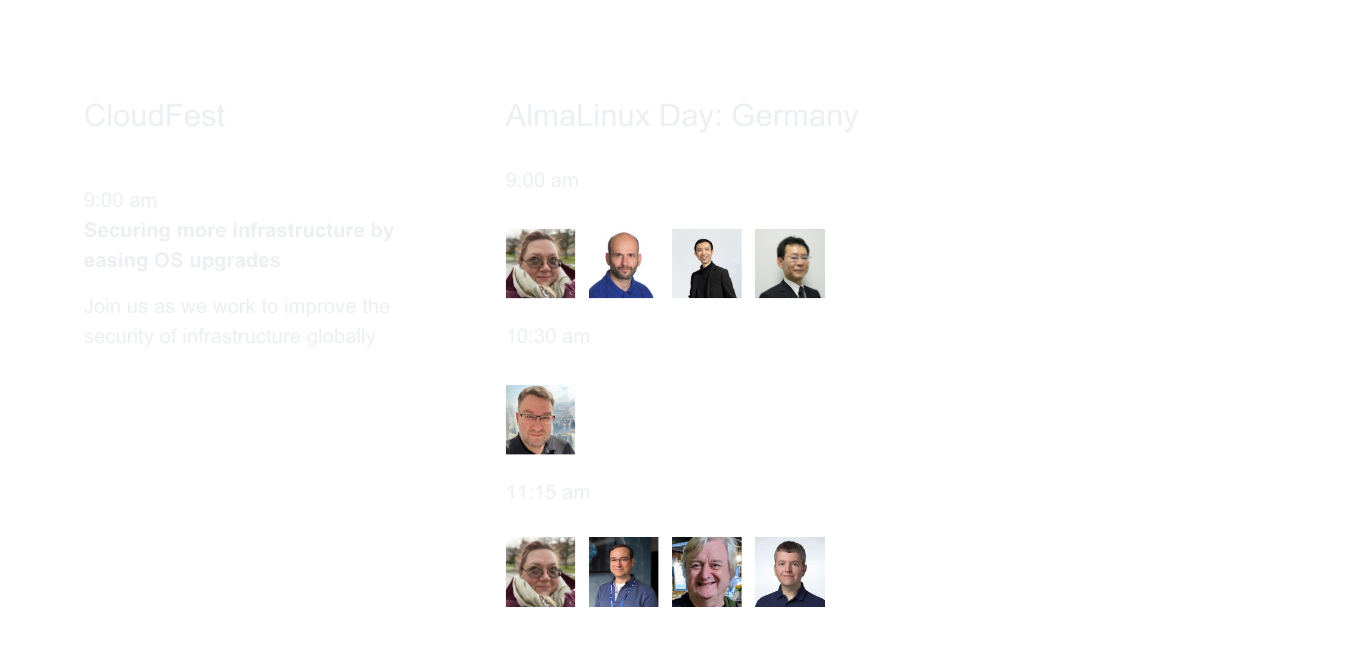 CloudFest
9:00 am
Securing more infrastructure by
easing OS upgrades
Join us as we work to improve the
security of infrastructure globally
AlmaLinux Day: Germany
9:00 am
10:30 am
11:15 am